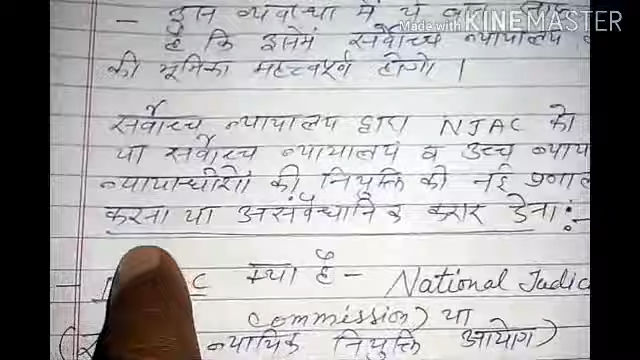 Made with KINEMASTER
- इस व्यवस्था में ये बात
है कि इसमें सर्वोच्च न्यायालय
की भूमिका महत्त्वपूर्ण होगी ।
सर्वोच्च न्यायालय द्वारा NJAC को
या सर्वोच्च न्यायालय व उच्च न्याया
न्यायाधीशों की नियुक्ति की नई प्रणा
करना या असंवैधानिक करार देना :-
- C क्या है - National Judic
commission) या
न्यायिक नियुक्ति आयोग)